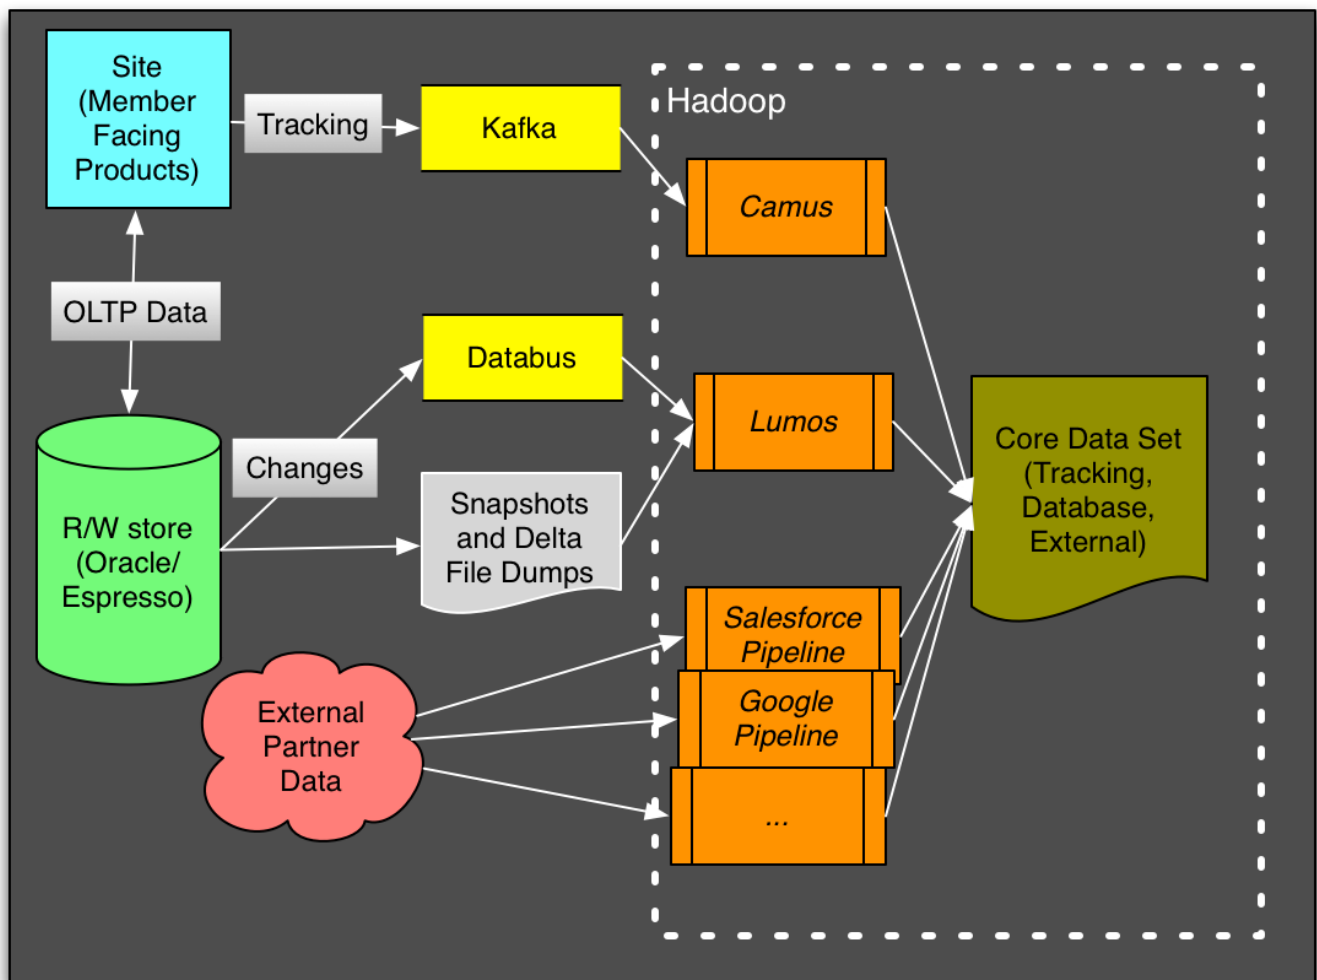 Site
(Member
Facing
Products)
Tracking
Kafka
Hadoop
Camus
OLTP Data
Databus
Lumos
Changes
Core Data Set
(Tracking,
Database,
External)
R/W store
(Oracle/
Espresso)
Snapshots
and Delta
File Dumps
Salesforce
Pipeline
External
Partner
Data
Google
Pipeline
...